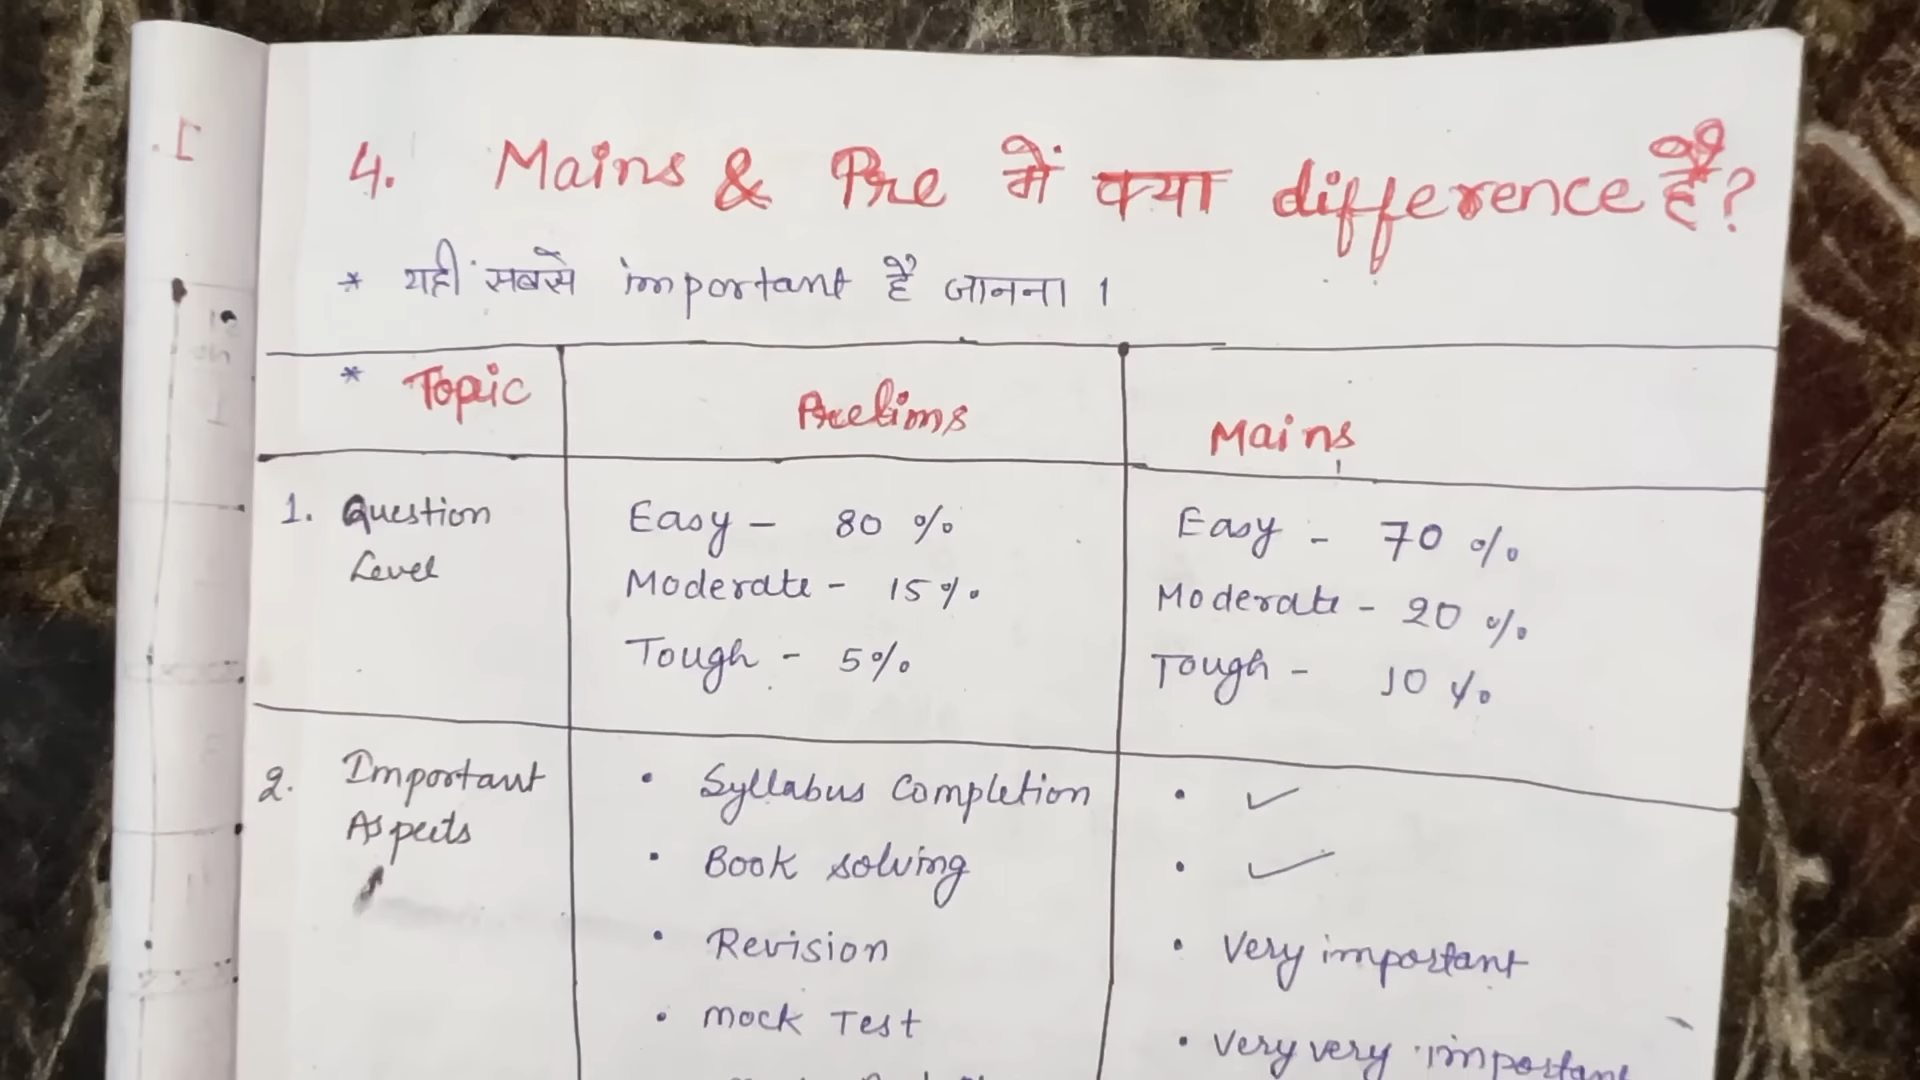 4. Mains & Pre में क्या difference है?
* यही सबसे important है जानना ।
* Topic
Prelims
Mains
1. Question
Level
Easy – 80 %
Moderate - 15%
Tough - 5%
Easy - 70 %
Moderate - 20 %
Tough - 10 %
2. Important
Aspects
• Syllabus Completion
• Book solving
• Revision
• Mock Test
• ✓
• ✓
• Very important
• Very very important